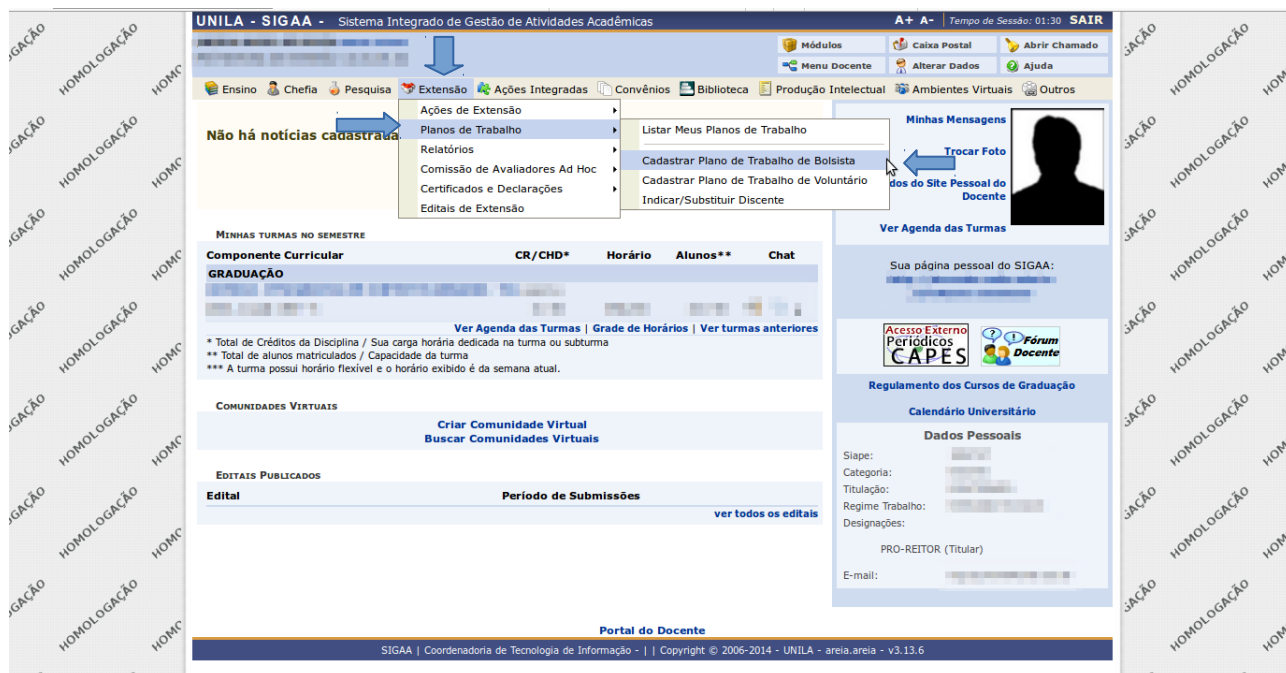 UNILA - SIGAA - Sistema Integrado de Gestão de Atividades Acadêmicas A+ A- Tempo de Sessão: 01:30 SAIR
Módulos Caixa Postal Abrir Chamado
Menu Docente Alterar Dados Ajuda
Ensino Chefia Pesquisa Extensão Ações Integradas Convênios Biblioteca Produção Intelectual Ambientes Virtuais Outros
Ações de Extensão
Planos de Trabalho
Relatórios
Comissão de Avaliadores Ad Hoc
Certificados e Declarações
Editais de Extensão
Listar Meus Planos de Trabalho
Cadastrar Plano de Trabalho de Bolsista
Cadastrar Plano de Trabalho de Voluntário
Indicar/Substituir Discente
Não há notícias cadastrada
Minhas Mensagens
Trocar Foto
dos do Site Pessoal do
Docente
Ver Agenda das Turmas
MINHAS TURMAS NO SEMESTRE
Componente Curricular CR/CHD* Horário Alunos** Chat
GRADUAÇÃO
Ver Agenda das Turmas | Grade de Horários | Ver turmas anteriores
* Total de Créditos da Disciplina / Sua carga horária dedicada na turma ou subturma
** Total de alunos matriculados / Capacidade da turma
*** A turma possui horário flexível e o horário exibido é da semana atual.
COMUNIDADES VIRTUAIS
Criar Comunidade Virtual
Buscar Comunidades Virtuais
EDITAIS PUBLICADOS
Edital Período de Submissões
ver todos os editais
Sua página pessoal do SIGAA:
Acesso Externo
Periódicos
CAPES
Fórum
Docente
Regulamento dos Cursos de Graduação
Calendário Universitário
Dados Pessoais
Siape:
Categoria:
Titulação:
Regime Trabalho:
Designações:
PRO-REITOR (Titular)
E-mail:
Portal do Docente
SIGAA | Coordenadoria de Tecnologia de Informação - | | Copyright © 2006-2014 - UNILA - areia.areia - v3.13.6
HOMOLOGAÇÃO